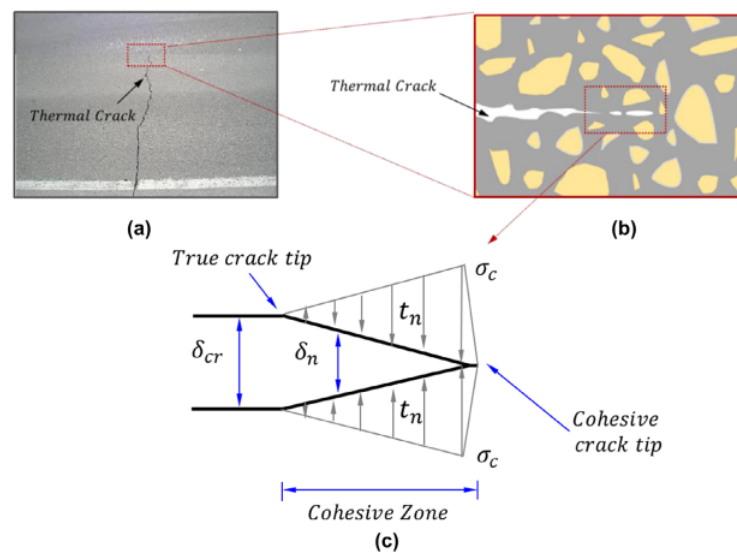 Thermal Crack
(a)
Thermal Crack
(b)
True crack tip
σc
tn
δcr
δn
tn
Cohesive
crack tip
σc
Cohesive Zone
(c)